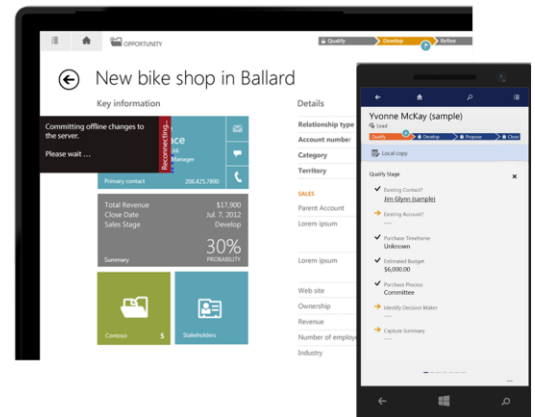 OPPORTUNITY
Qualify
Develop
Refine
New bike shop in Ballard
Key information
Committing offline changes to
the server.
Please wait ...
Reconnecting...
Manager
Primary contact
206.425.7890
Total Revenue $17,900
Close Date Jul. 7, 2012
Sales Stage Develop
30%
Summary PROBABILITY
Contoso $
Stakeholders
Details
Relationship type
Account number
Category
Territory
SALES
Parent Account
Lorem ipsum
Lorem ipsum
Web site
Ownership
Revenue
Number of employ
Industry
Yvonne McKay (sample)
Lead
Qualify
Develop
Propose
Close
Local copy
Qualify Stage
Existing Contact?
Jim Glynn (sample)
Existing Account?
---
Purchase Timeframe
Unknown
Estimated Budget
$6,000.00
Purchase Process
Committee
Identify Decision Maker
---
Capture Summary
---